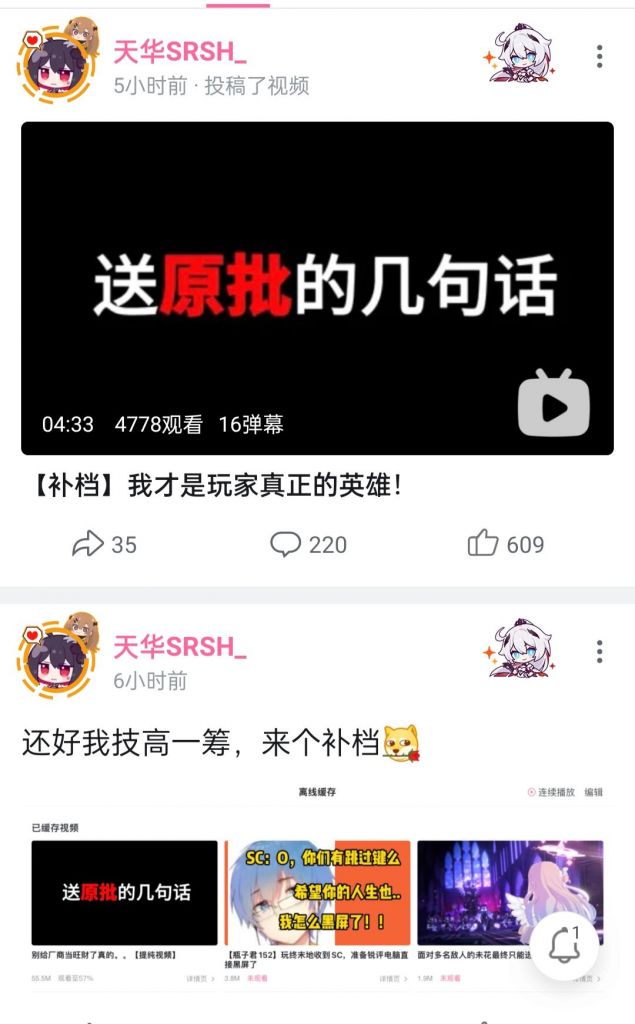 天华SRSH_
5小时前 · 投稿了视频
送原批的几句话
04:33 4778观看 16弹幕
【补档】我才是玩家真正的英雄！
35 220 609
天华SRSH_
6小时前
还好我技高一筹，来个补档
离线缓存 连续播放 编辑
已缓存视频
送原批的几句话
SC：O，你们有跳过键么
希望你的人生也..
我怎么黑屏了！！
别给厂商当旺财了真的。。【提纯视频】
【瓶子君152】玩终末地收到SC，准备锐评电脑直接黑屏了
面对多名敌人的未花最终只能选
55.5M 观看至57% 详情页
3.8M 未观看 详情页
1.9M 未观看 情页
1